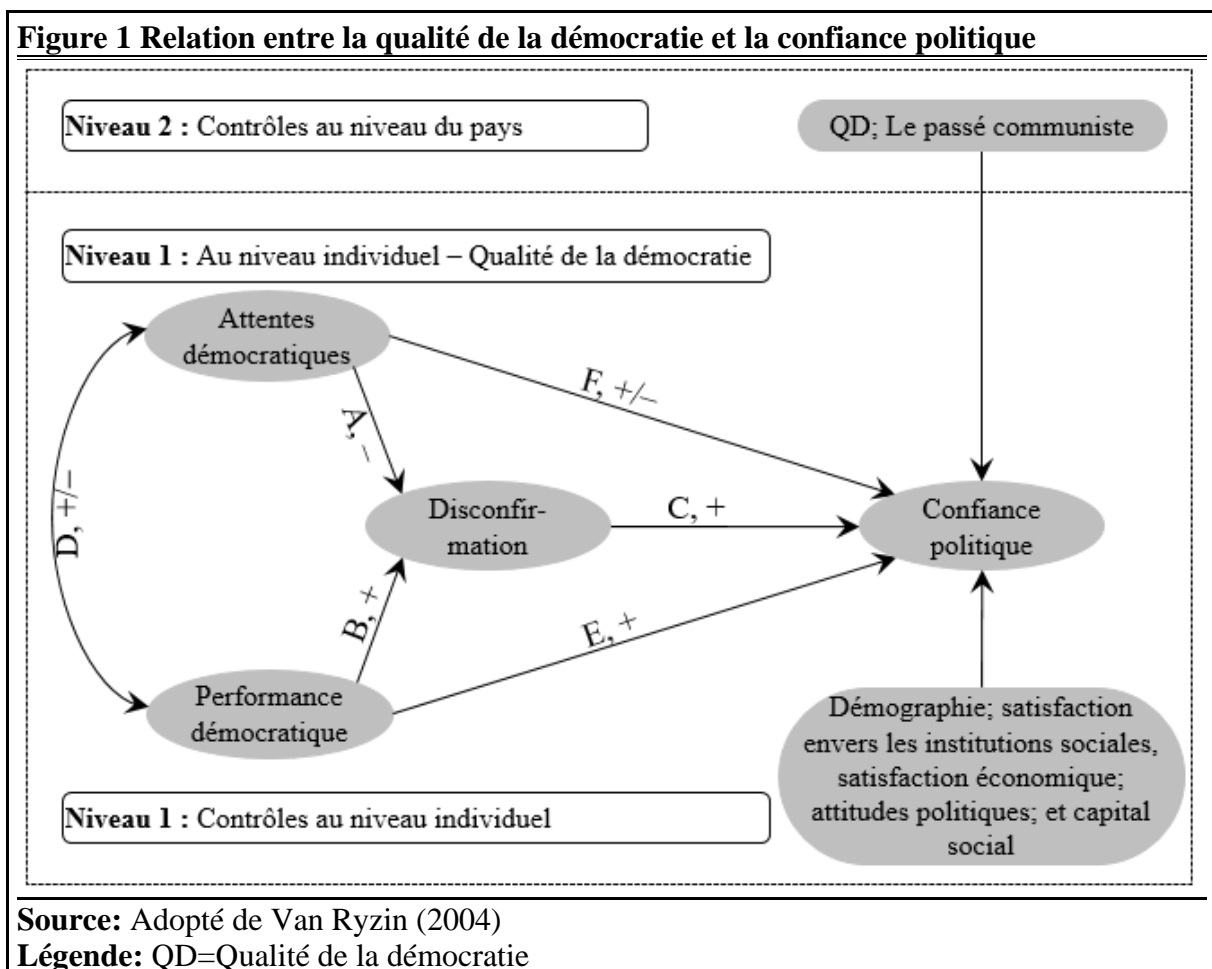 Figure 1 Relation entre la qualité de la démocratie et la confiance politique
Niveau 2 : Contrôles au niveau du pays
QD; Le passé communiste
Niveau 1 : Au niveau individuel – Qualité de la démocratie
Attentes
démocratiques
F, +/–
A, –
D, +/–
Disconfir-
mation
C, +
Confiance
politique
B, +
E, +
Performance
démocratique
Démographie; satisfaction
envers les institutions sociales,
satisfaction économique;
attitudes politiques; et capital
social
Niveau 1 : Contrôles au niveau individuel
Source: Adopté de Van Ryzin (2004)
Légende: QD=Qualité de la démocratie